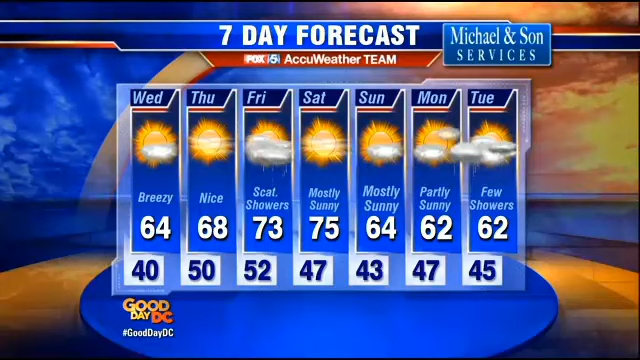 7 DAY FORECAST
Michael & Son
SERVICES
FOX 5 AccuWeather TEAM
Wed Thu Fri Sat Sun Mon Tue
Breezy Nice Scat. Showers Mostly Sunny Mostly Sunny Partly Sunny Few Showers
64 68 73 75 64 62 62
40 50 52 47 43 47 45
GOOD
DAY DC
#GoodDayDC